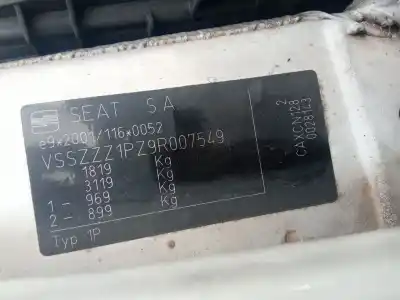 SEAT S A
e9*2001/116*0052
VSSZZZ1PZ9R007549
1819 Kg
3119 Kg
1 - 969 Kg
2 - 899 Kg
Typ 1P
2
CAXCN128
0028143